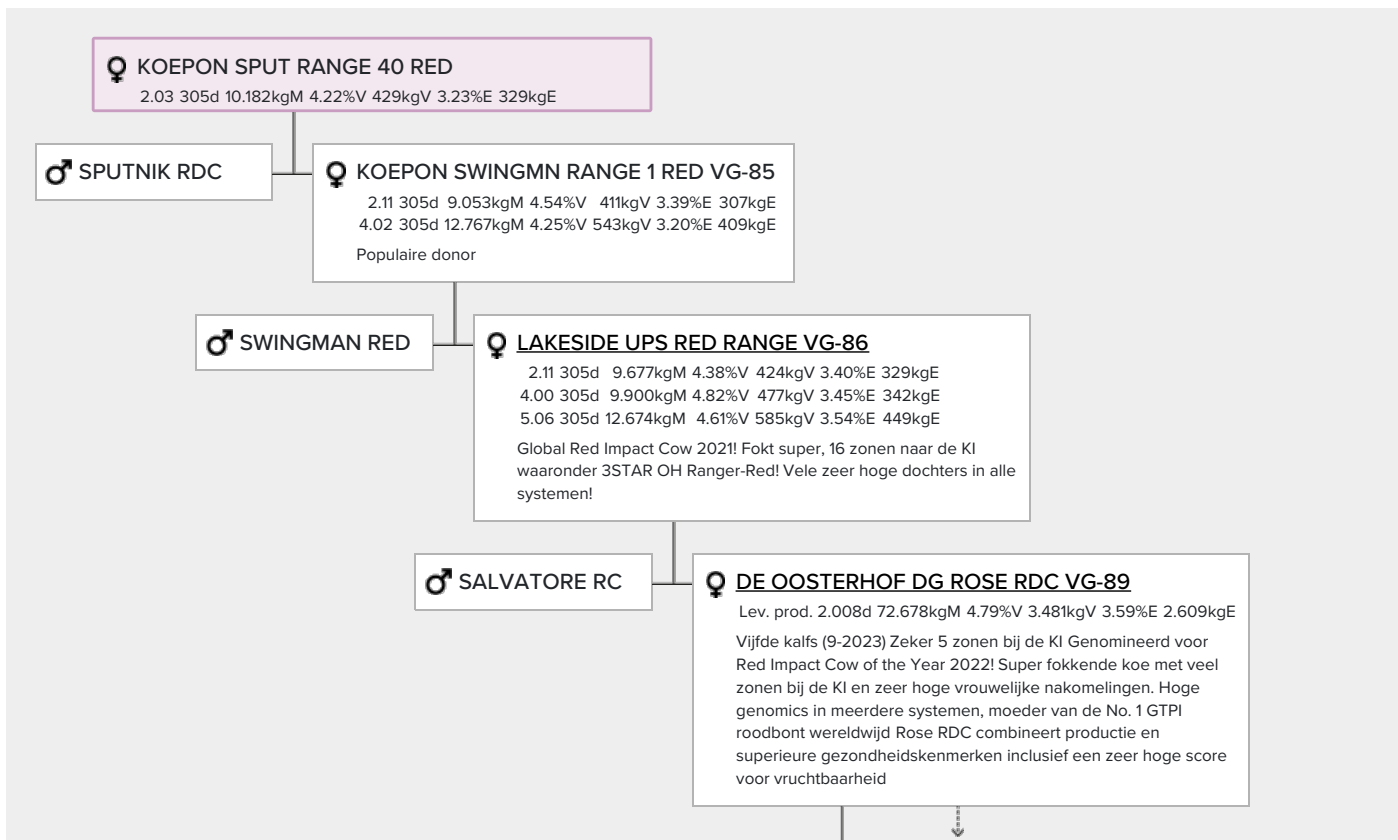 KOEPON SPUT RANGE 40 RED
2.03 305d 10.182kgM 4.22%V 429kgV 3.23%E 329kgE
SPUTNIK RDC
KOEPON SWINGMN RANGE 1 RED VG-85
2.11 305d 9.053kgM 4.54%V 411kgV 3.39%E 307kgE
4.02 305d 12.767kgM 4.25%V 543kgV 3.20%E 409kgE
Populaire donor
SWINGMAN RED
LAKESIDE UPS RED RANGE VG-86
2.11 305d 9.677kgM 4.38%V 424kgV 3.40%E 329kgE
4.00 305d 9.900kgM 4.82%V 477kgV 3.45%E 342kgE
5.06 305d 12.674kgM 4.61%V 585kgV 3.54%E 449kgE
Global Red Impact Cow 2021! Fokt super, 16 zonen naar de KI
waaronder 3STAR OH Ranger-Red! Vele zeer hoge dochters in alle
systemen!
SALVATORE RC
DE OOSTERHOF DG ROSE RDC VG-89
Lev. prod. 2.008d 72.678kgM 4.79%V 3.481kgV 3.59%E 2.609kgE
Vijfde kalfs (9-2023) Zeker 5 zonen bij de KI Genomineerd voor
Red Impact Cow of the Year 2022! Super fokkende koe met veel
zonen bij de KI en zeer hoge vrouwelijke nakomelingen. Hoge
genomics in meerdere systemen, moeder van de No. 1 GTPI
roodbont wereldwijd Rose RDC combineert productie en
superieure gezondheidskenmerken inclusief een zeer hoge score
voor vruchtbaarheid